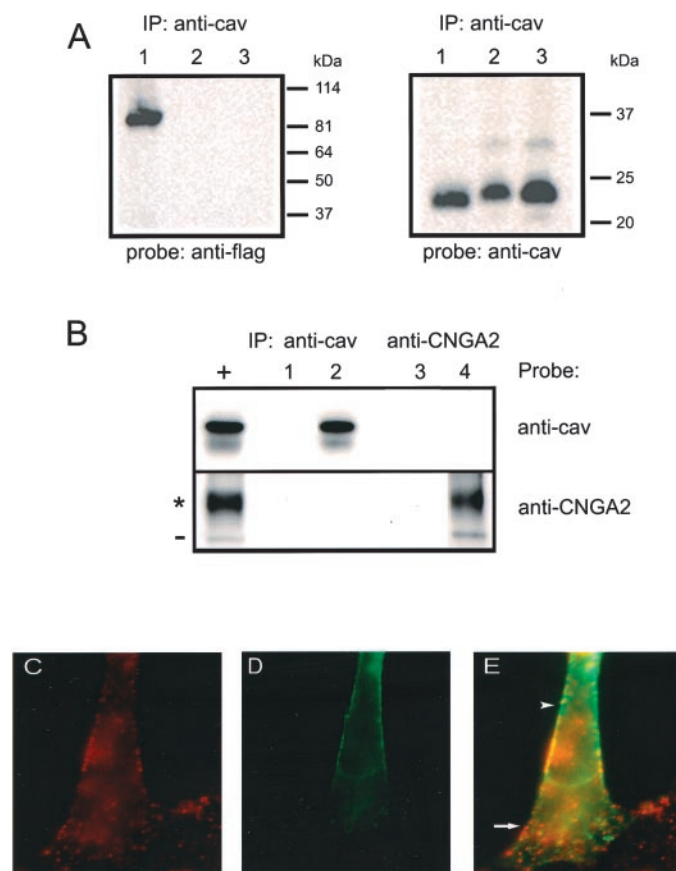 A
IP: anti-cav
1 2 3 kDa
114
81
64
50
37
probe: anti-flag
IP: anti-cav
1 2 3 kDa
37
25
20
probe: anti-cav
B
IP: anti-cav anti-CNGA2
+ 1 2 3 4 Probe:
anti-cav
* anti-CNGA2
-
C
D
E